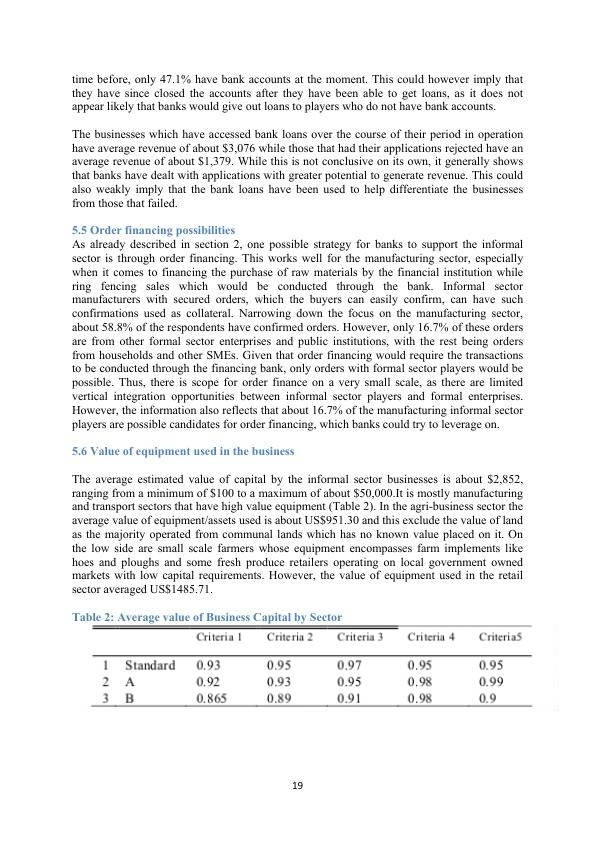 time before, only 47.1% have bank accounts at the moment. This could however imply that
they have since closed the accounts after they have been able to get loans, as it does not
appear likely that banks would give out loans to players who do not have bank accounts.
The businesses which have accessed bank loans over the course of their period in operation
have average revenue of about $3,076 while those that had their applications rejected have an
average revenue of about $1,379. While this is not conclusive on its own, it generally shows
that banks have dealt with applications with greater potential to generate revenue. This could
also weakly imply that the bank loans have been used to help differentiate the businesses
from those that failed.
5.5 Order financing possibilities
As already described in section 2, one possible strategy for banks to support the informal
sector is through order financing. This works well for the manufacturing sector, especially
when it comes to financing the purchase of raw materials by the financial institution while
ring fencing sales which would be conducted through the bank. Informal sector
manufacturers with secured orders, which the buyers can easily confirm, can have such
confirmations used as collateral. Narrowing down the focus on the manufacturing sector,
about 58.8% of the respondents have confirmed orders. However, only 16.7% of these orders
are from other formal sector enterprises and public institutions, with the rest being orders
from households and other SMEs. Given that order financing would require the transactions
to be conducted through the financing bank, only orders with formal sector players would be
possible. Thus, there is scope for order finance on a very small scale, as there are limited
vertical integration opportunities between informal sector players and formal enterprises.
However, the information also reflects that about 16.7% of the manufacturing informal sector
players are possible candidates for order financing, which banks could try to leverage on.
5.6 Value of equipment used in the business
The average estimated value of capital by the informal sector businesses is about $2,852,
ranging from a minimum of $100 to a maximum of about $50,000.It is mostly manufacturing
and transport sectors that have high value equipment (Table 2). In the agri-business sector the
average value of equipment/assets used is about US$951.30 and this exclude the value of land
as the majority operated from communal lands which has no known value placed on it. On
the low side are small scale farmers whose equipment encompasses farm implements like
hoes and ploughs and some fresh produce retailers operating on local government owned
markets with low capital requirements. However, the value of equipment used in the retail
sector averaged US$1485.71.
Table 2: Average value of Business Capital by Sector
Criteria 1 Criteria 2 Criteria 3 Criteria 4 Criteria5
1 Standard 0.93 0.95 0.97 0.95 0.95
2 A 0.92 0.93 0.95 0.98 0.99
3 B 0.865 0.89 0.91 0.98 0.9
19